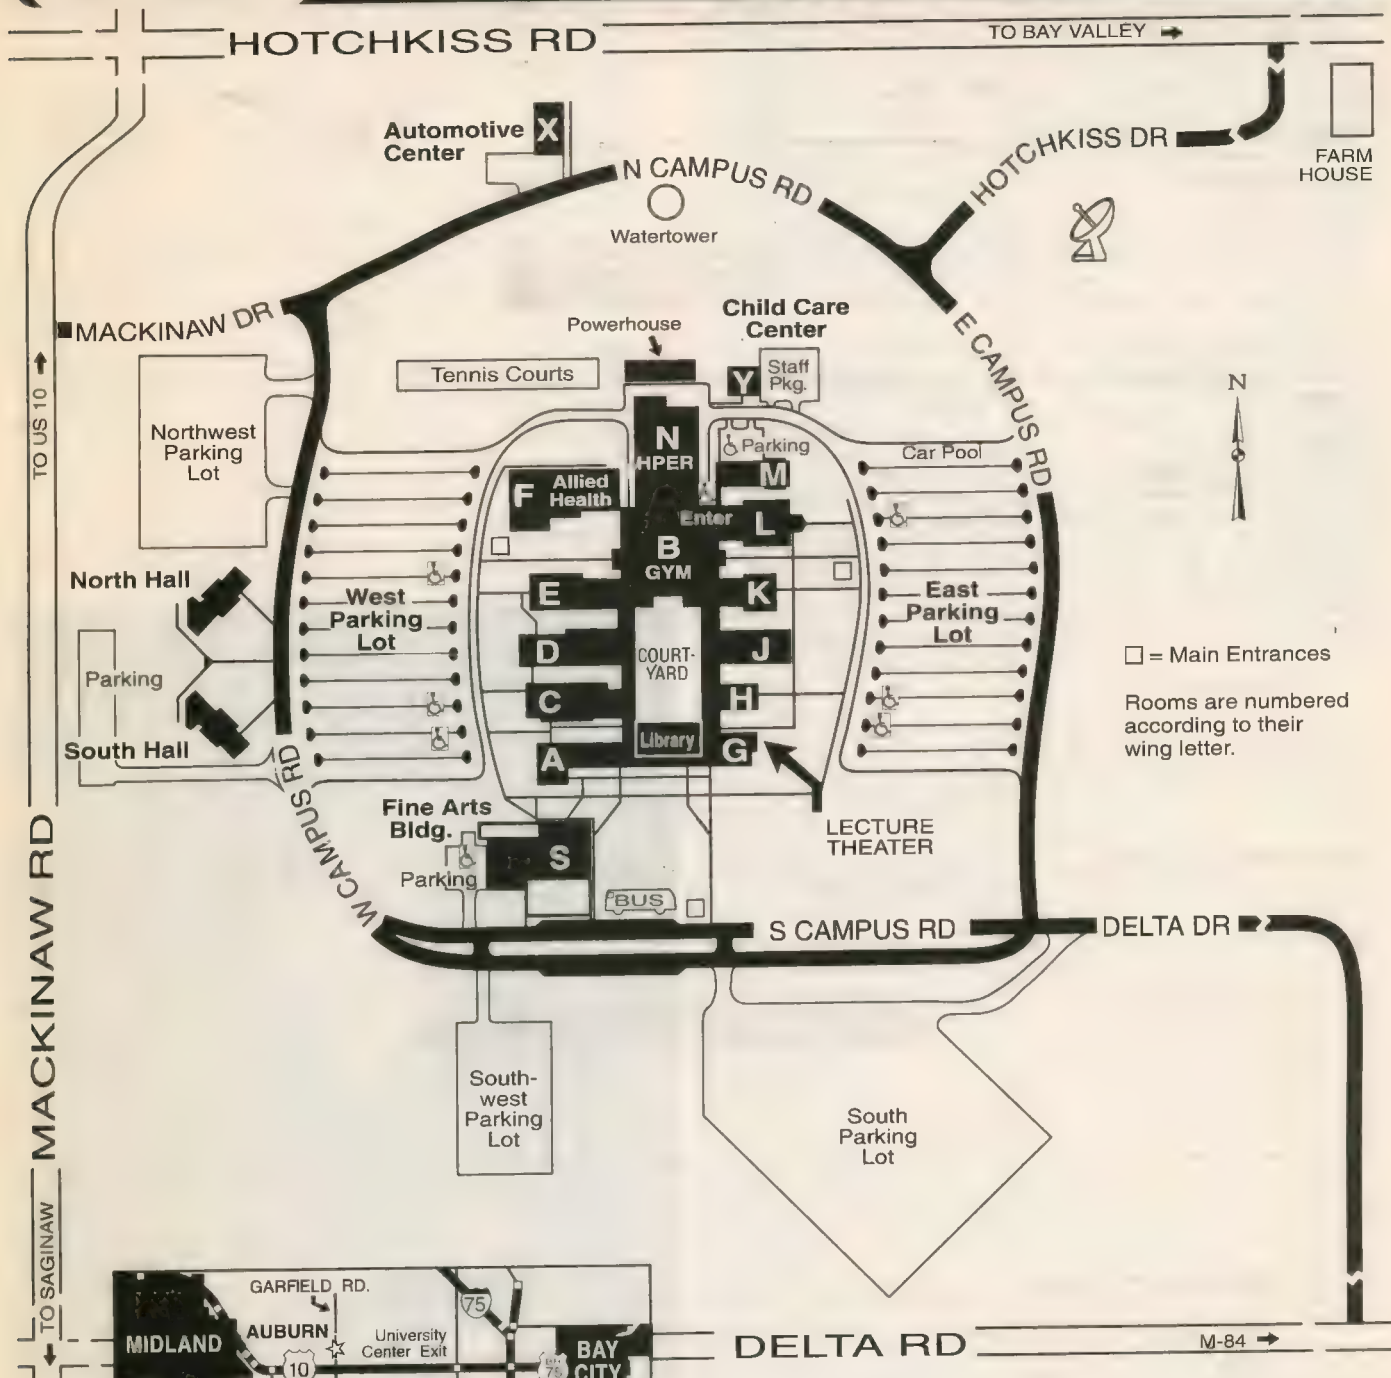 HOTCHKISS RD
TO BAY VALLEY
Automotive
Center
X
N CAMPUS RD
HOTCHKISS DR
FARM
HOUSE
Watertower
MACKINAW DR
Powerhouse
Child Care
Center
E CAMPUS RD
Tennis Courts
Y
Staff
Pkg.
N
TO US 10
Northwest
Parking
Lot
N
HPER
Parking
Car Pool
M
F
Allied
Health
Enter
L
B
GYM
North Hall
E
K
West
Parking
Lot
East
Parking
Lot
D
COURT-
YARD
J
= Main Entrances
Parking
C
H
Rooms are numbered
according to their
wing letter.
South Hall
Library
A
G
W CAMPUS RD
Fine Arts
Bldg.
LECTURE
THEATER
S
Parking
BUS
S CAMPUS RD
DELTA DR
MACKINAW RD
South-
west
Parking
Lot
South
Parking
Lot
TO SAGINAW
GARFIELD RD.
75
MIDLAND
AUBURN
University
Center Exit
10
BAY
CITY
75
DELTA RD
M-84